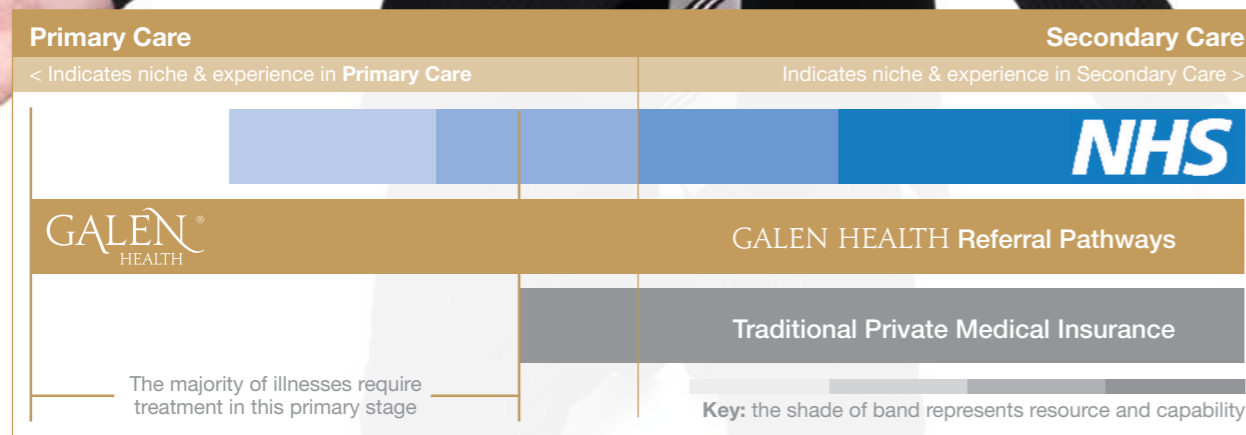 Primary Care
Secondary Care
< Indicates niche & experience in Primary Care
Indicates niche & experience in Secondary Care >
NHS
GALEN®
HEALTH
GALEN HEALTH Referral Pathways
Traditional Private Medical Insurance
The majority of illnesses require
treatment in this primary stage
Key: the shade of band represents resource and capability